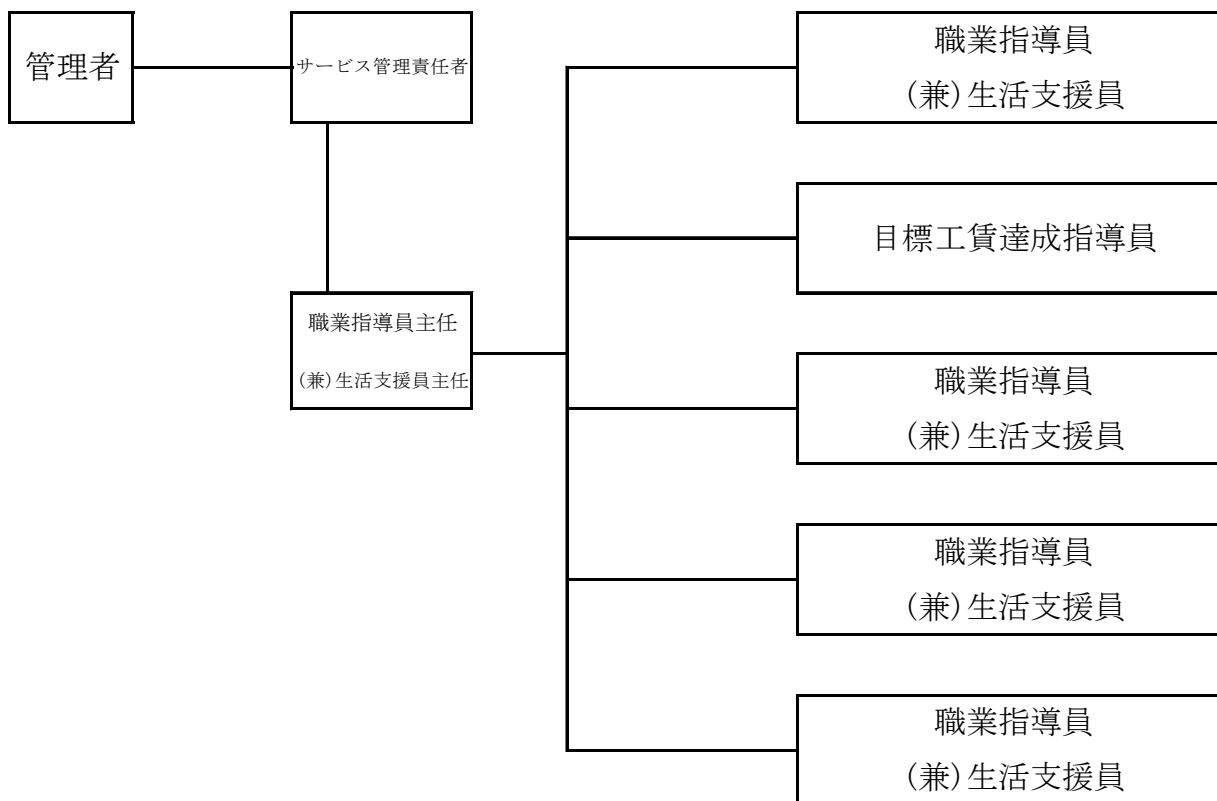 管理者
サービス管理責任者
職業指導員主任
(兼)生活支援員主任
職業指導員
(兼)生活支援員
目標工賃達成指導員
職業指導員
(兼)生活支援員
職業指導員
(兼)生活支援員
職業指導員
(兼)生活支援員